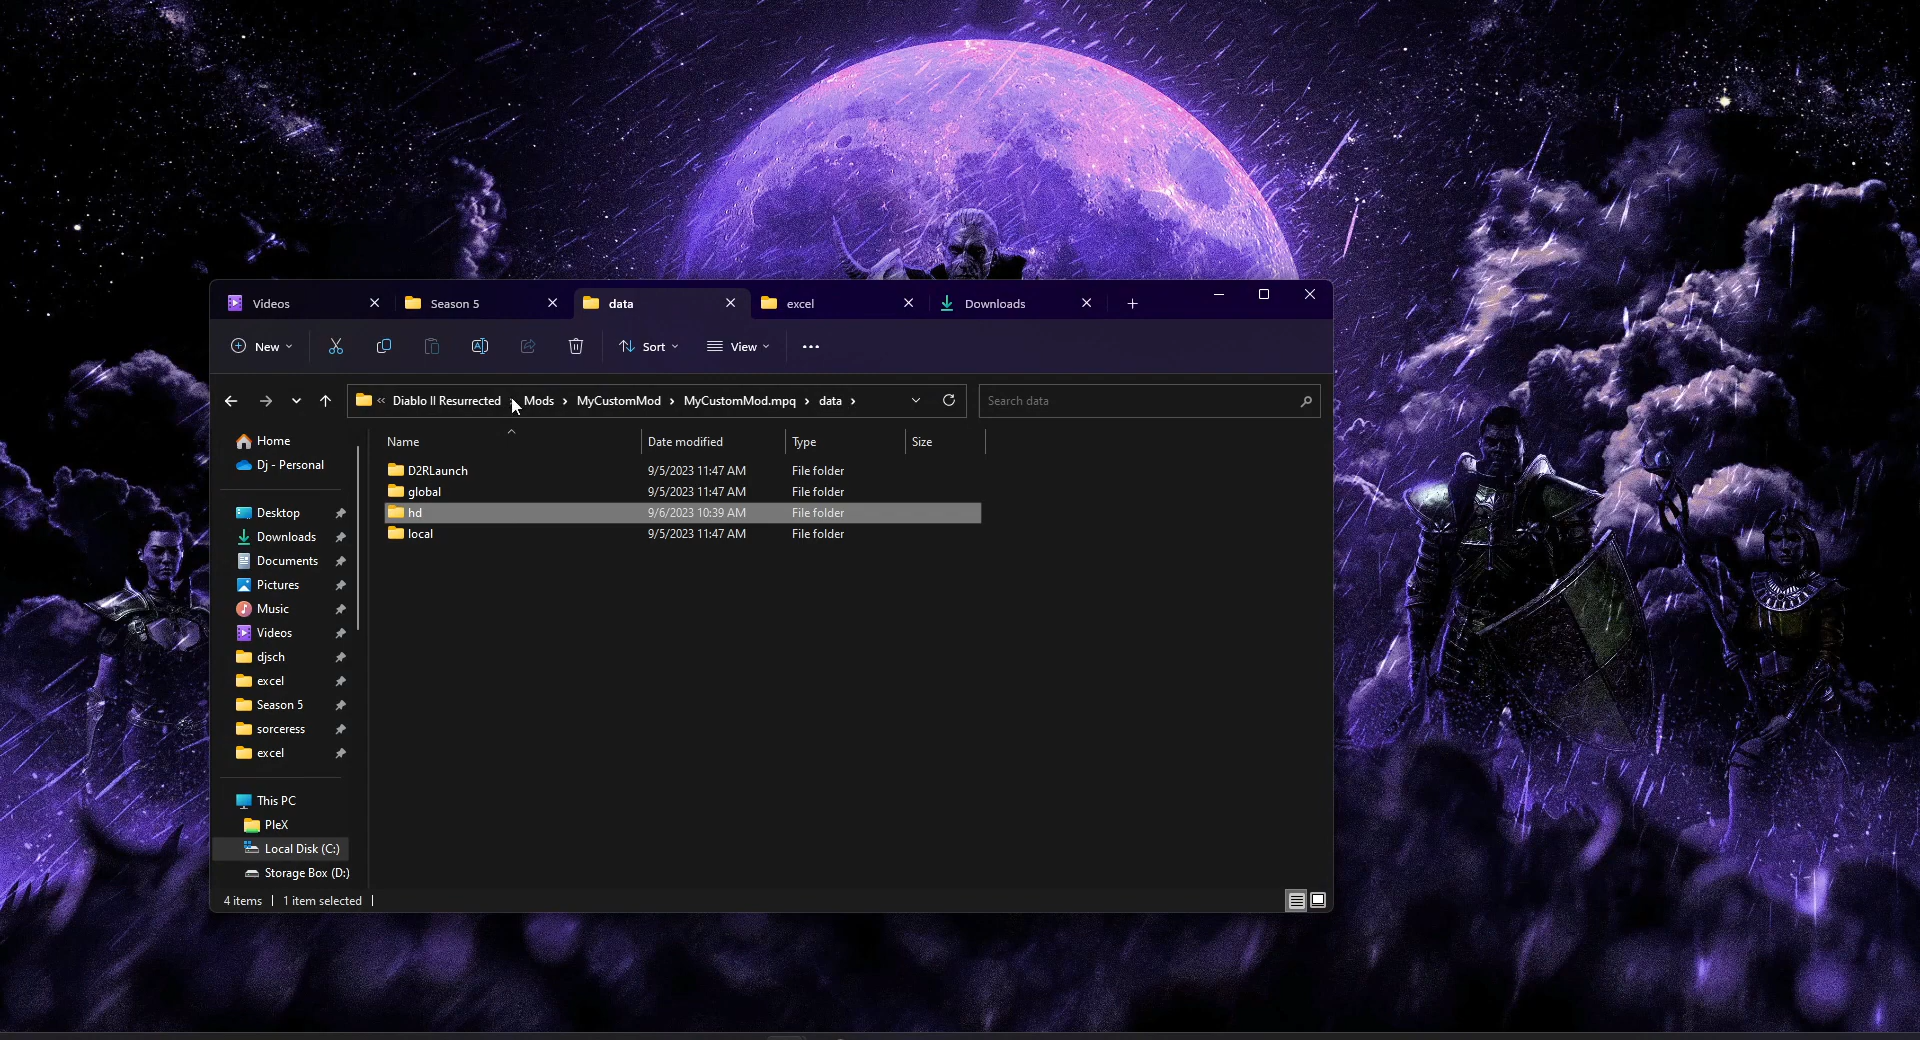 Videos
Season 5
data
excel
Downloads
New
Sort
View
Diablo II Resurrected
Mods
MyCustomMod
MyCustomMod.mpq
data
Search data
Home
Dj - Personal
Desktop
Downloads
Documents
Pictures
Music
Videos
djsch
excel
Season 5
sorceress
excel
This PC
PleX
Local Disk (C:)
Storage Box (D:)
Name Date modified Type Size
D2RLaunch 9/5/2023 11:47 AM File folder
global 9/5/2023 11:47 AM File folder
hd 9/6/2023 10:39 AM File folder
local 9/5/2023 11:47 AM File folder
4 items 1 item selected